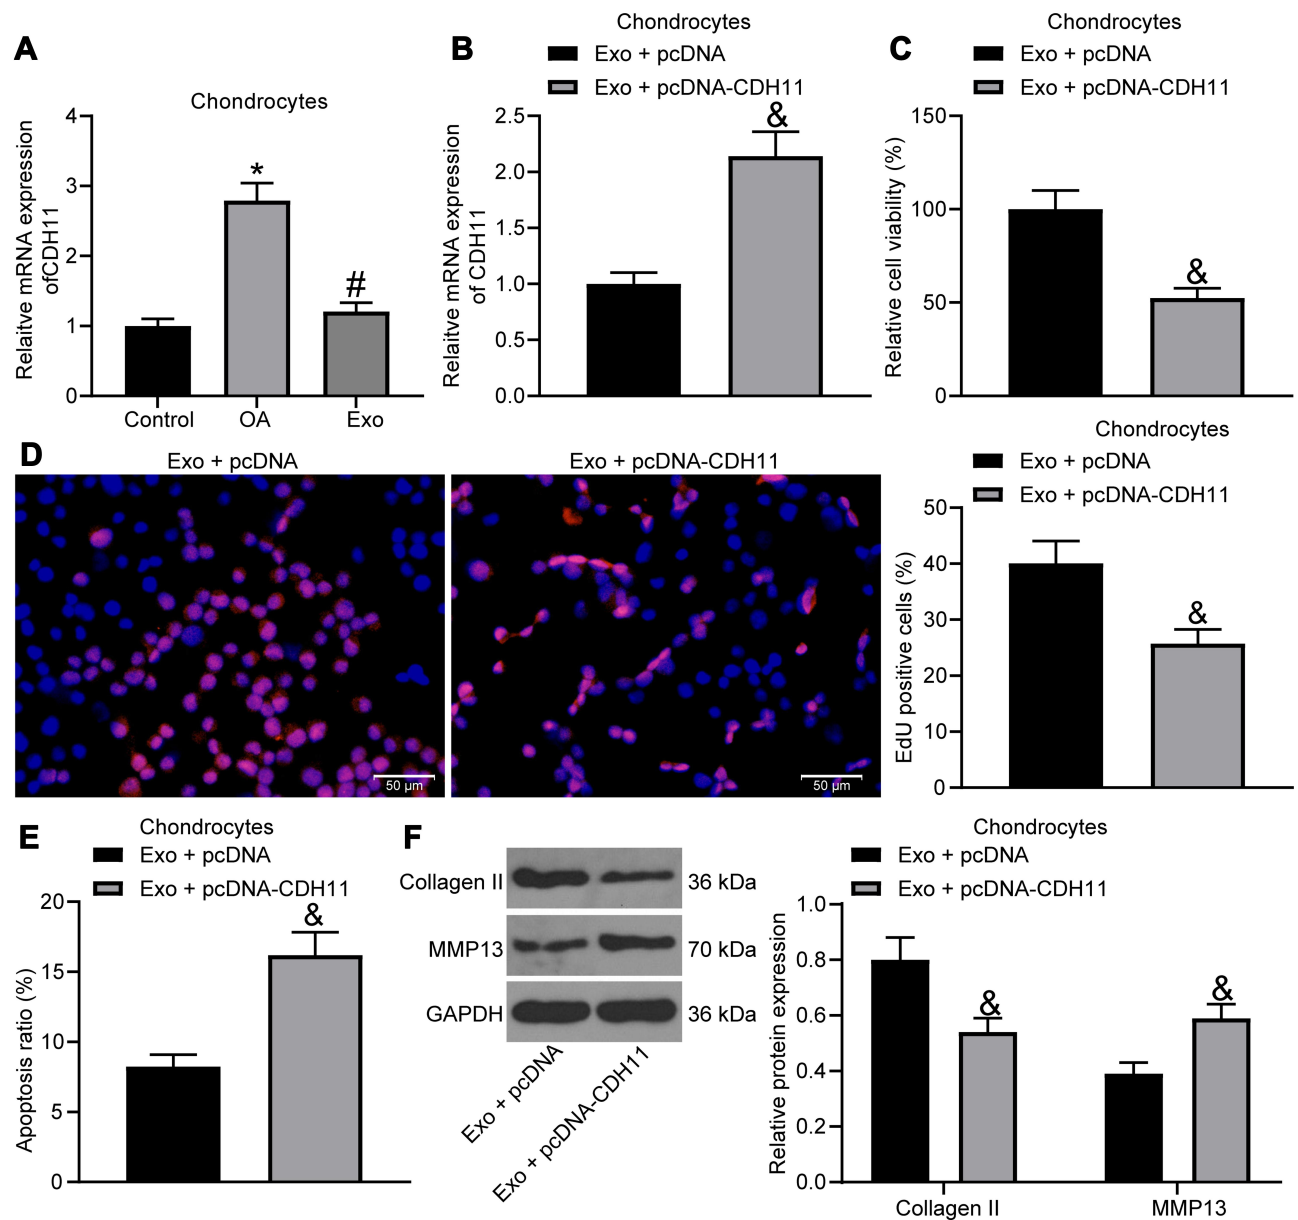 A
Chondrocytes
Relaitve mRNA expression
ofCDH11
4
3
2
1
0
*
#
Control
OA
Exo
B
Chondrocytes
Exo + pcDNA
Exo + pcDNA-CDH11
Relaitve mRNA expression
of CDH11
2.5
2.0
1.5
1.0
0.5
0.0
&
C
Chondrocytes
Exo + pcDNA
Exo + pcDNA-CDH11
Relative cell viability (%)
150
100
50
0
&
D
Exo + pcDNA
Exo + pcDNA-CDH11
50 µm
50 µm
Chondrocytes
Exo + pcDNA
Exo + pcDNA-CDH11
EdU positive cells (%)
50
40
30
20
10
0
&
E
Chondrocytes
Exo + pcDNA
Exo + pcDNA-CDH11
Apoptosis ratio (%)
20
15
10
5
0
&
F
Collagen II
36 kDa
MMP13
70 kDa
GAPDH
36 kDa
Exo + pcDNA
Exo + pcDNA-CDH11
Chondrocytes
Exo + pcDNA
Exo + pcDNA-CDH11
Relative protein expression
1.0
0.8
0.6
0.4
0.2
0.0
&
&
Collagen II
MMP13